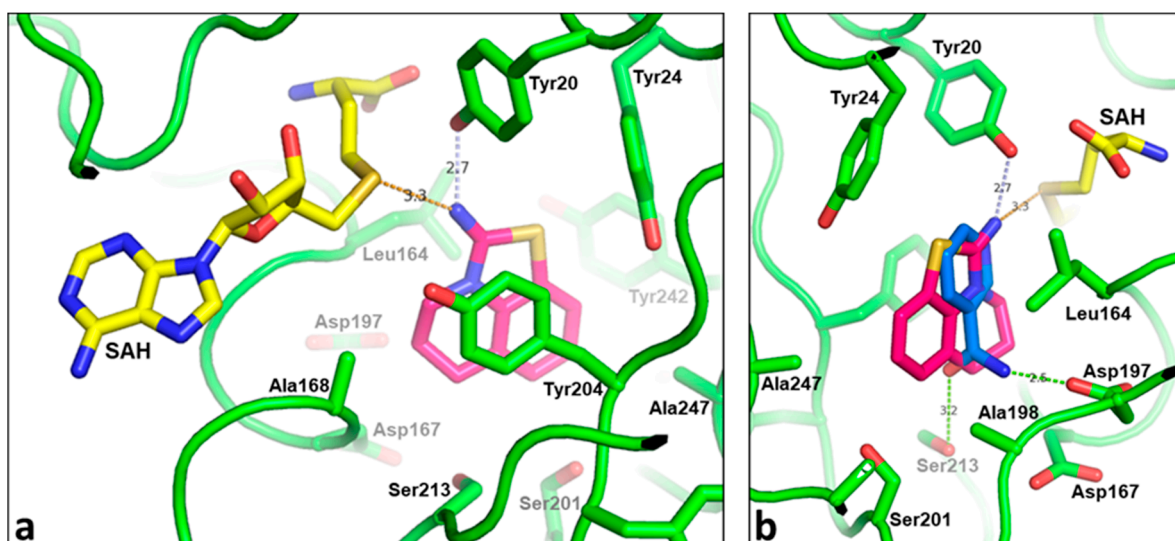 Tyr20
Tyr24
2.7
3.3
Leu164
Tyr242
Asp197
SAH
Ala168
Tyr204
Ala247
Asp167
Ser213
Ser201
a
Tyr20
Tyr24
SAH
2.7
3.3
Leu164
Ala247
2.5
Asp197
3.2
Ala198
Ser213
Asp167
Ser201
b